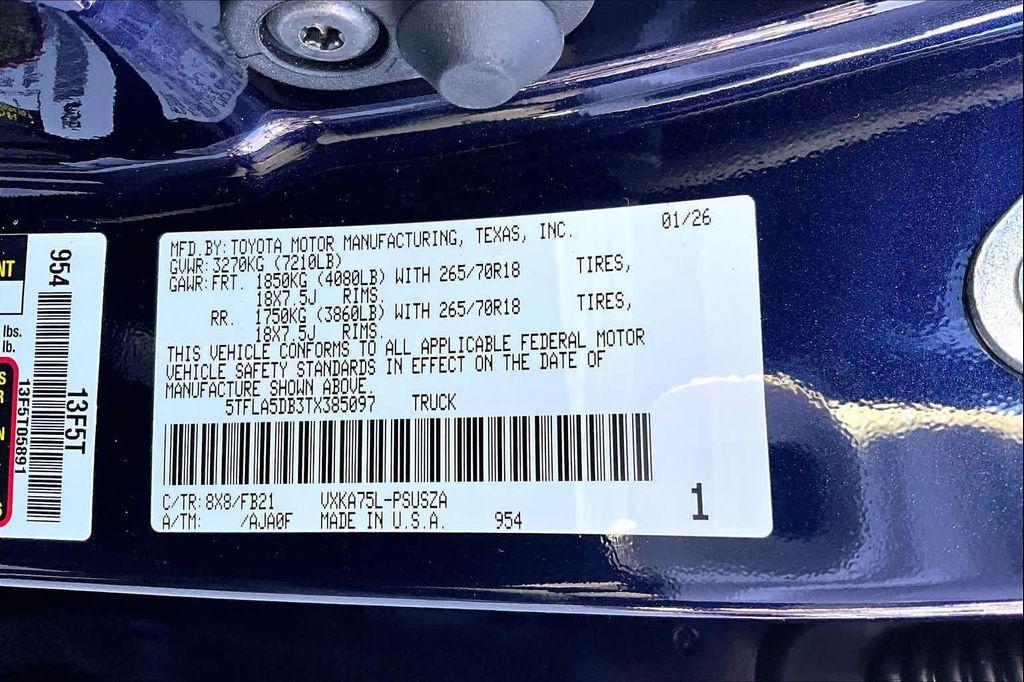 MFD.BY:TOYOTA MOTOR MANUFACTURING, TEXAS, INC. 01/26
GVWR:3270KG (7210LB)
GAWR:FRT. 1850KG (4080LB) WITH 265/70R18 TIRES,
18X7.5J RIMS.
RR. 1750KG (3860LB) WITH 265/70R18 TIRES,
18X7.5J RIMS.
THIS VEHICLE CONFORMS TO ALL APPLICABLE FEDERAL MOTOR
VEHICLE SAFETY STANDARDS IN EFFECT ON THE DATE OF
MANUFACTURE SHOWN ABOVE.
5TFLA5DB3TX385097 TRUCK
C/TR:8X8/FB21 VXKA75L-PSUSZA
A/TM: /AJA0F MADE IN U.S.A. 954
1
954
13F5T
13F5T05891
NT
lbs.
lb.